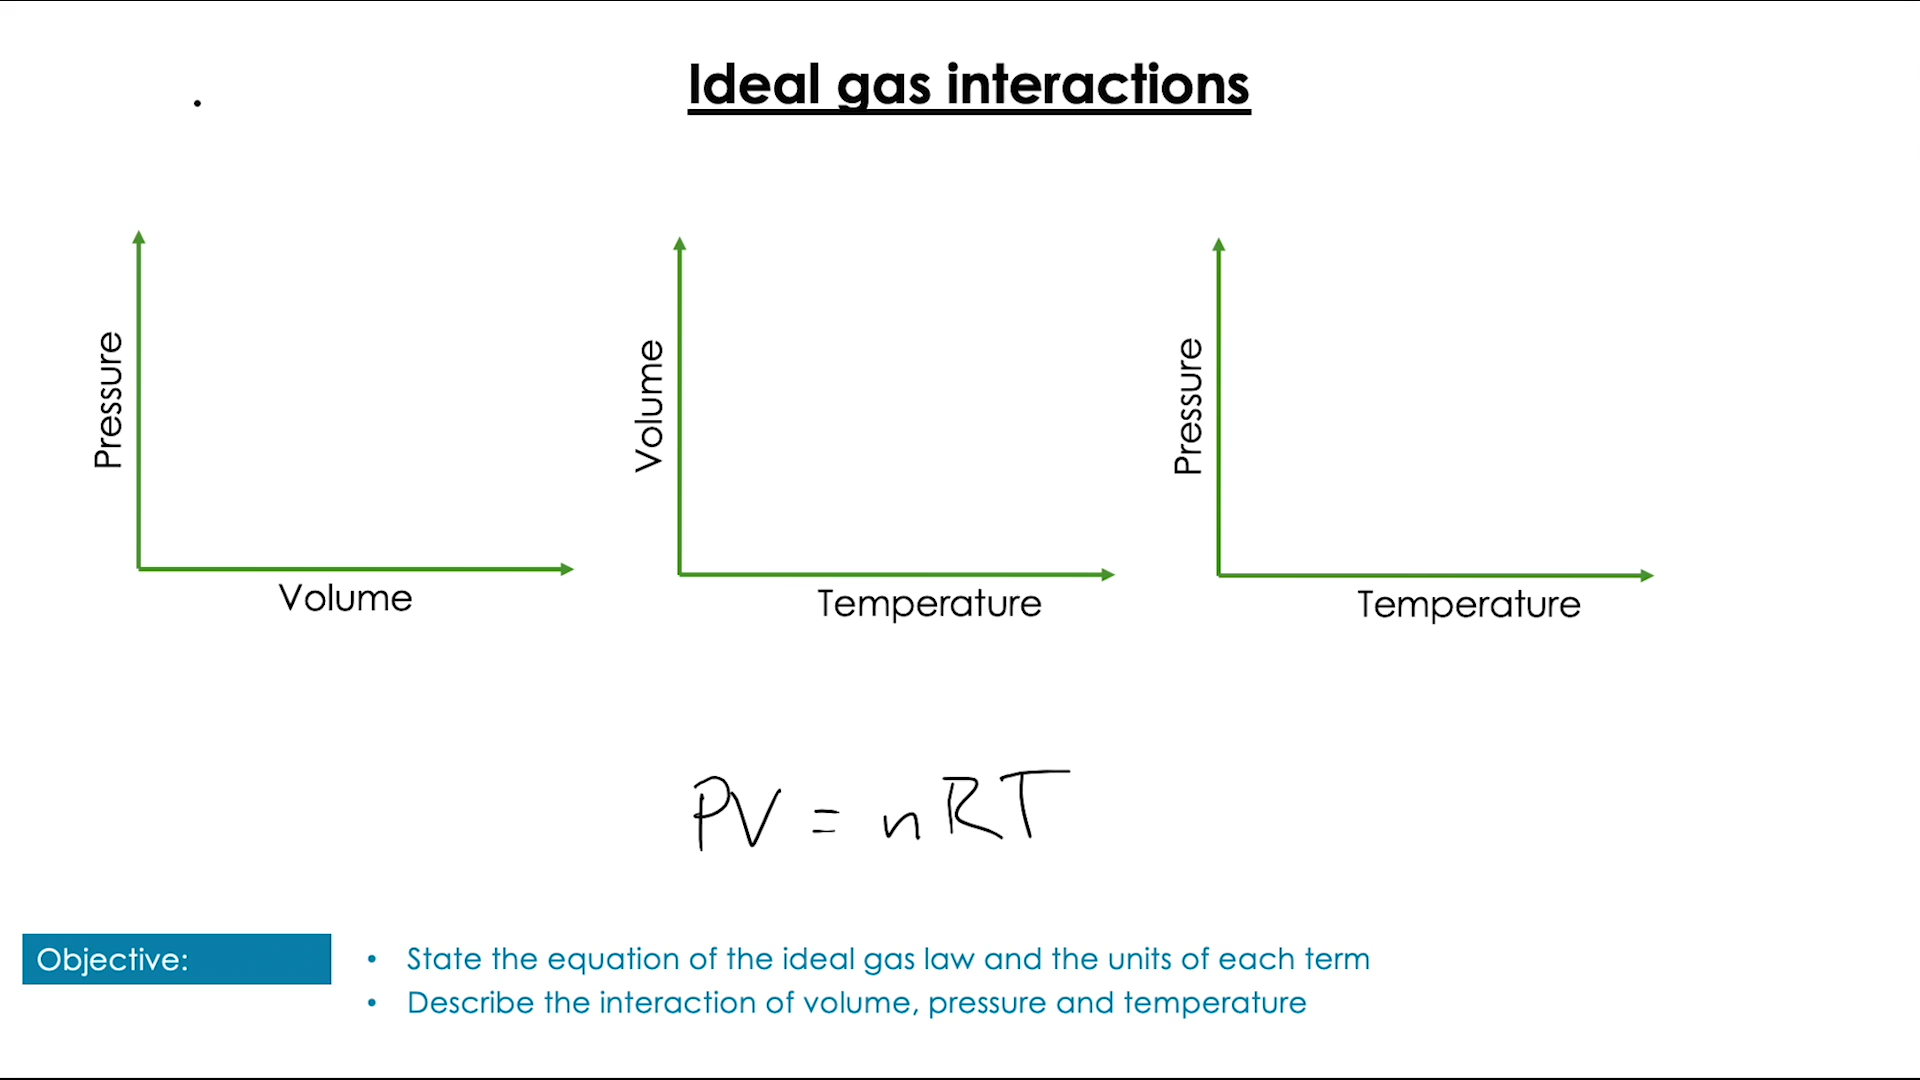 Ideal gas interactions
Pressure
Volume
Volume
Temperature
Pressure
Temperature
PV = nRT
Objective:
• State the equation of the ideal gas law and the units of each term
• Describe the interaction of volume, pressure and temperature